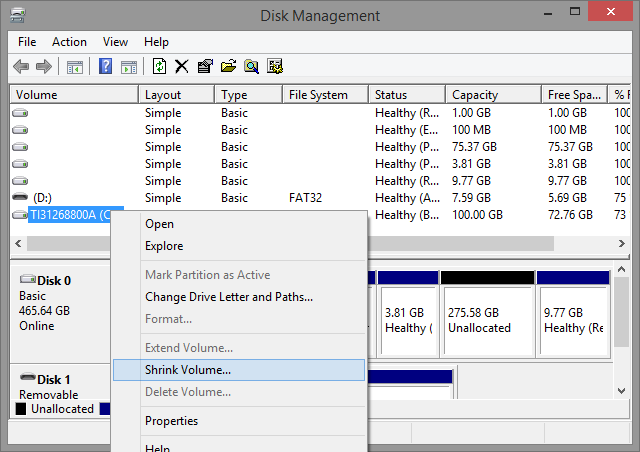 Disk Management
File Action View Help
Volume Layout Type File System Status Capacity Free Spa... % F
Simple Basic Healthy (R... 1.00 GB 1.00 GB 100
Simple Basic Healthy (E... 100 MB 100 MB 100
Simple Basic Healthy (P... 75.37 GB 75.37 GB 100
Simple Basic Healthy (P... 3.81 GB 3.81 GB 100
Simple Basic Healthy (R... 9.77 GB 9.77 GB 100
(D:) Simple Basic FAT32 Healthy (A... 7.59 GB 5.69 GB 75
TI31268800A (C Simple Basic Healthy (B... 100.00 GB 72.76 GB 73
Open
Explore
Mark Partition as Active
Change Drive Letter and Paths...
Format...
Extend Volume...
Shrink Volume...
Delete Volume...
Properties
Help
Disk 0
Basic
465.64 GB
Online
3.81 GB
Healthy (
275.58 GB
Unallocated
9.77 GB
Healthy (Re
Disk 1
Removable
Unallocated